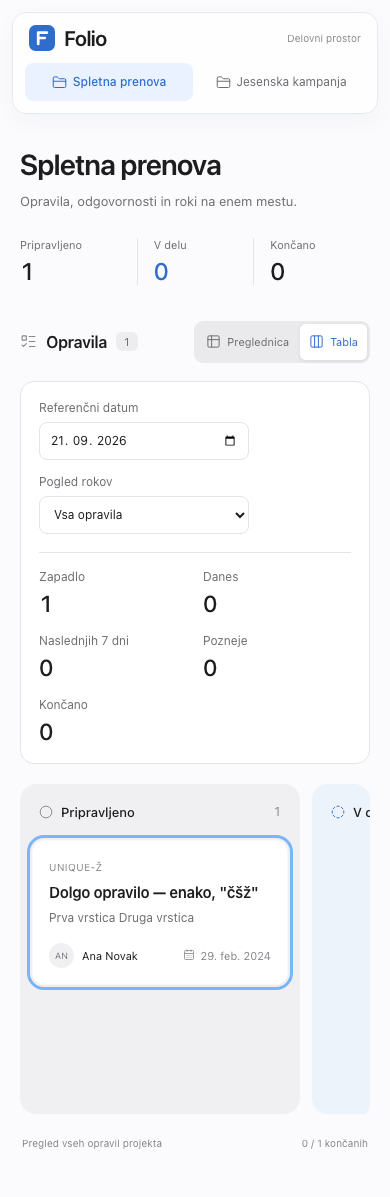 F Folio
Delovni prostor
Spletna prenova
Jesenska kampanja
Spletna prenova
Opravila, odgovornosti in roki na enem mestu.
Pripravljeno
1
V delu
0
Končano
0
Opravila 1
Preglednica
Tabla
Referenčni datum
21. 09. 2026
Pogled rokov
Vsa opravila
Zapadlo
1
Danes
0
Naslednjih 7 dni
0
Pozneje
0
Končano
0
Pripravljeno 1
V
UNIQUE-Ž
Dolgo opravilo — enako, "čšž"
Prva vrstica Druga vrstica
AN Ana Novak
29. feb. 2024
Pregled vseh opravil projekta
0 / 1 končanih